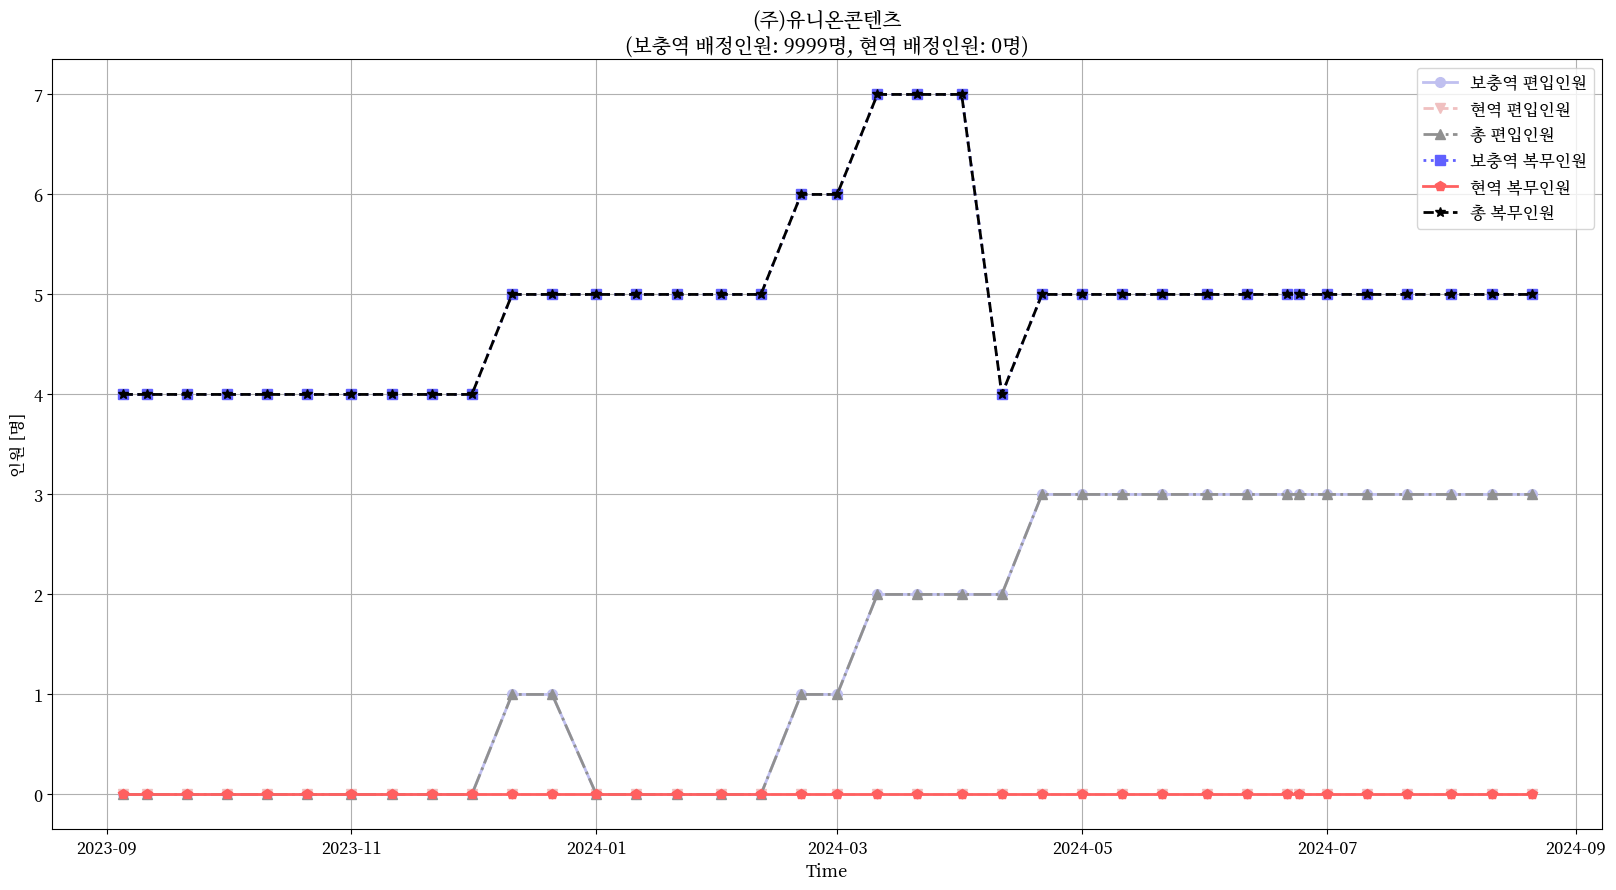 (주)유니온콘텐츠
(보충역 배정인원: 9999명, 현역 배정인원: 0명)
보충역 편입인원
현역 편입인원
총 편입인원
보충역 복무인원
현역 복무인원
총 복무인원
인원 [명]
7
6
5
4
3
2
1
0
2023-09 2023-11 2024-01 2024-03 2024-05 2024-07 2024-09
Time